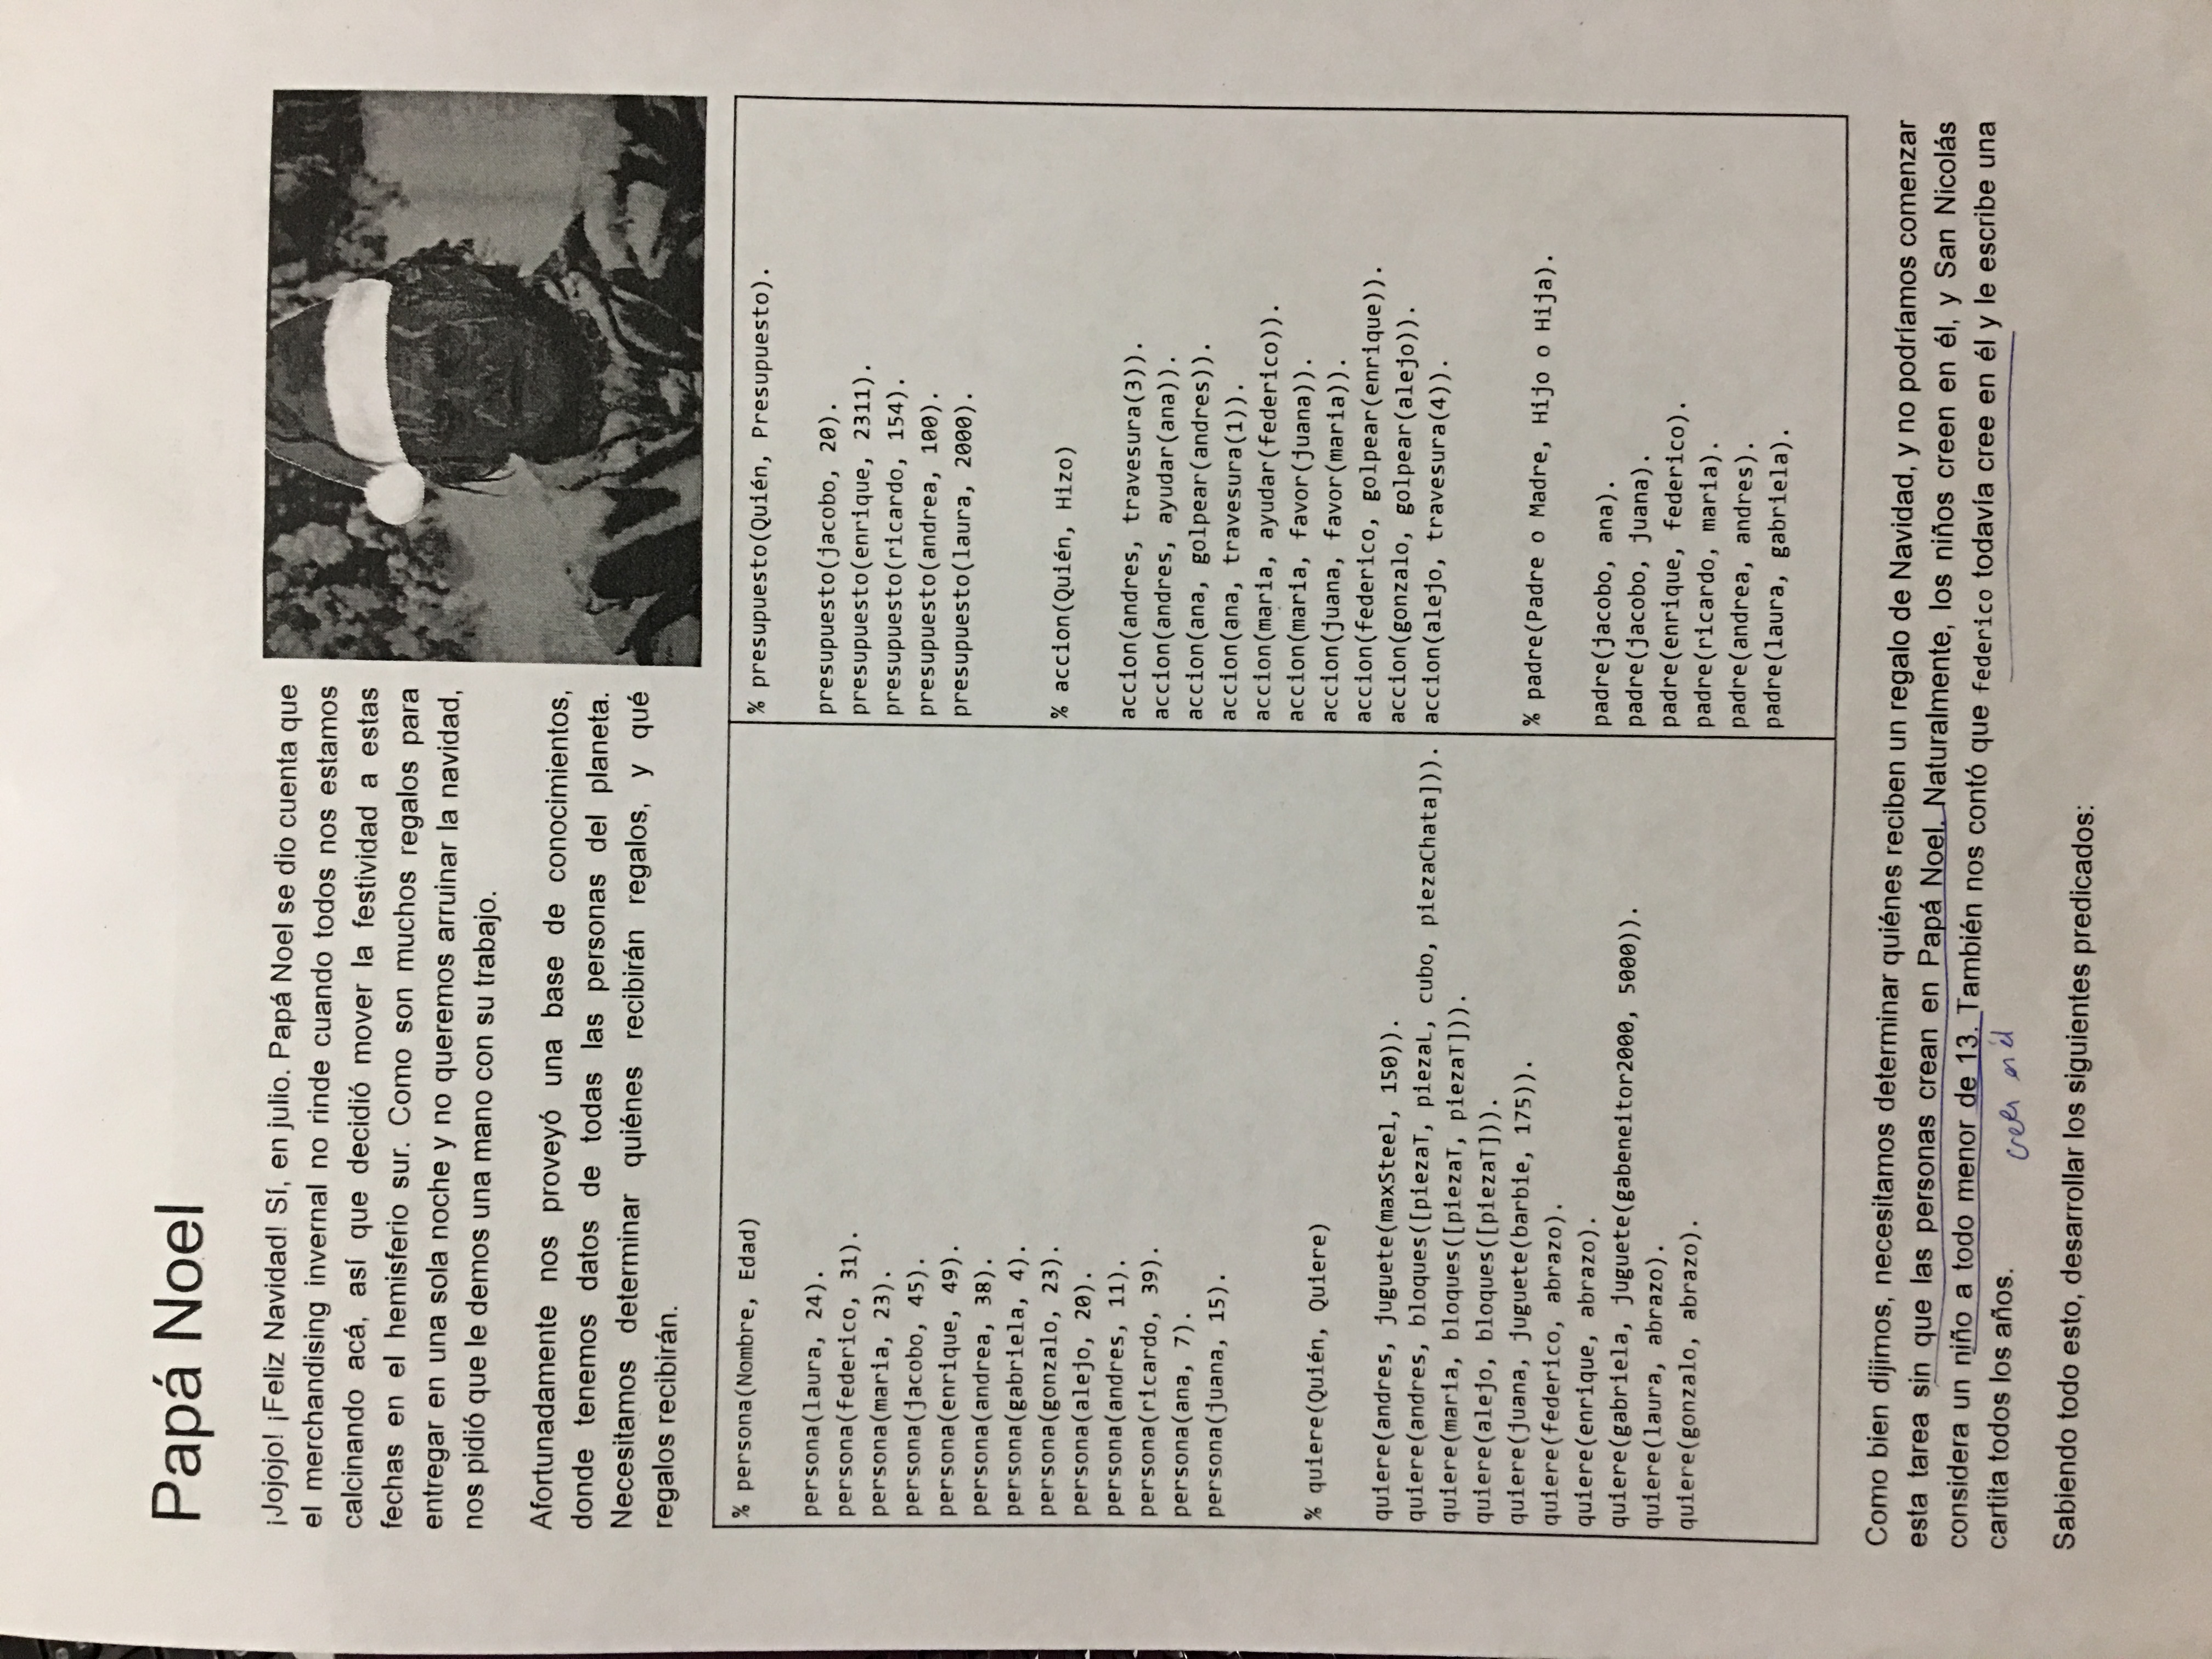 Papá Noel
¡Jojojo! ¡Feliz Navidad! Sí, en julio. Papá Noel se dio cuenta que
el merchandising invernal no rinde cuando todos nos estamos
calcinando acá, así que decidió mover la festividad a estas
fechas en el hemisferio sur. Como son muchos regalos para
entregar en una sola noche y no queremos arruinar la navidad,
nos pidió que le demos una mano con su trabajo.
Afortunadamente nos proveyó una base de conocimientos,
donde tenemos datos de todas las personas del planeta.
Necesitamos determinar quiénes recibirán regalos, y qué
regalos recibirán.
% persona(Nombre, Edad)
persona(laura, 24).
persona(federico, 31).
persona(maria, 23).
persona(jacobo, 45).
persona(enrique, 49).
persona(andrea, 38).
persona(gabriela, 4).
persona(gonzalo, 23).
persona(alejo, 20).
persona(andres, 11).
persona(ricardo, 39).
persona(ana, 7).
persona(juana, 15).
% quiere(Quién, Quiere)
quiere(andres, juguete(maxSteel, 150)).
quiere(andres, bloques([piezaT, piezaL, cubo, piezaChata])).
quiere(maria, bloques([piezaT, piezaT])).
quiere(alejo, bloques([piezaT])).
quiere(juana, juguete(barbie, 175)).
quiere(federico, abrazo).
quiere(enrique, abrazo).
quiere(gabriela, juguete(gabeneitor2000, 5000)).
quiere(laura, abrazo).
quiere(gonzalo, abrazo).
% presupuesto(Quién, Presupuesto).
presupuesto(jacobo, 20).
presupuesto(enrique, 2311).
presupuesto(ricardo, 154).
presupuesto(andrea, 100).
presupuesto(laura, 2000).
% accion(Quién, Hizo)
accion(andres, travesura(3)).
accion(andres, ayudar(ana)).
accion(ana, golpear(andres)).
accion(ana, travesura(1)).
accion(maria, ayudar(federico)).
accion(maria, favor(juana)).
accion(juana, favor(maria)).
accion(federico, golpear(enrique)).
accion(gonzalo, golpear(alejo)).
accion(alejo, travesura(4)).
% padre(Padre o Madre, Hijo o Hija).
padre(jacobo, ana).
padre(jacobo, juana).
padre(enrique, federico).
padre(ricardo, maria).
padre(andrea, andres).
padre(laura, gabriela).
Como bien dijimos, necesitamos determinar quiénes reciben un regalo de Navidad, y no podríamos comenzar
esta tarea sin que las personas crean en Papá Noel. Naturalmente, los niños creen en él, y San Nicolás
considera un niño a todo menor de 13. También nos contó que federico todavía cree en él y le escribe una
cartita todos los años.
creen en él
Sabiendo todo esto, desarrollar los siguientes predicados: